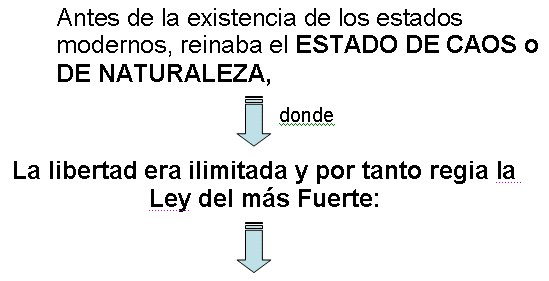 Antes de la existencia de los estados
modernos, reinaba el ESTADO DE CAOS o
DE NATURALEZA,
donde
La libertad era ilimitada y por tanto regia la
Ley del más Fuerte: